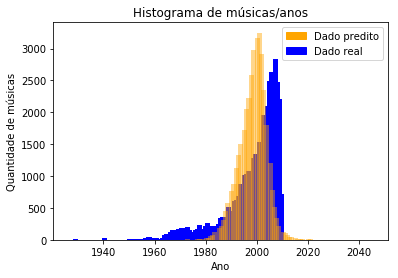 Histograma de músicas/anos
Dado predito
Dado real
Quantidade de músicas
3000
2500
2000
1500
1000
500
0
1940
1960
1980
2000
2020
2040
Ano